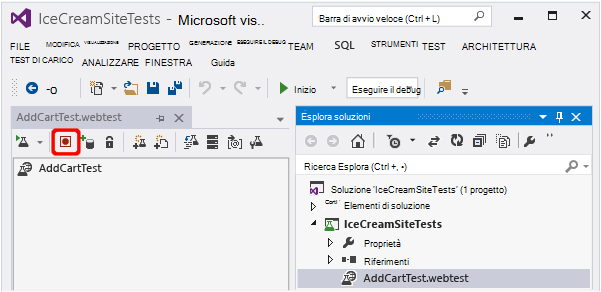 IceCreamSiteTests - Microsoft vis..
Barra di avvio veloce (Ctrl + L)
FILE MODIFICA VISUALIZZAZIONE PROGETTO GENERAZIONE ESEGUIRE IL DEBUG TEAM SQL STRUMENTI TEST ARCHITETTURA
TEST DI CARICO ANALIZZARE FINESTRA Guida
Inizio Eseguire il debug
AddCartTest.webtest
AddCartTest
Esplora soluzioni
Ricerca Esplora (Ctrl +, •)
Soluzione 'IceCreamSiteTests' (1 progetto)
Elementi di soluzione
IceCreamSiteTests
Proprietà
Riferimenti
AddCartTest.webtest